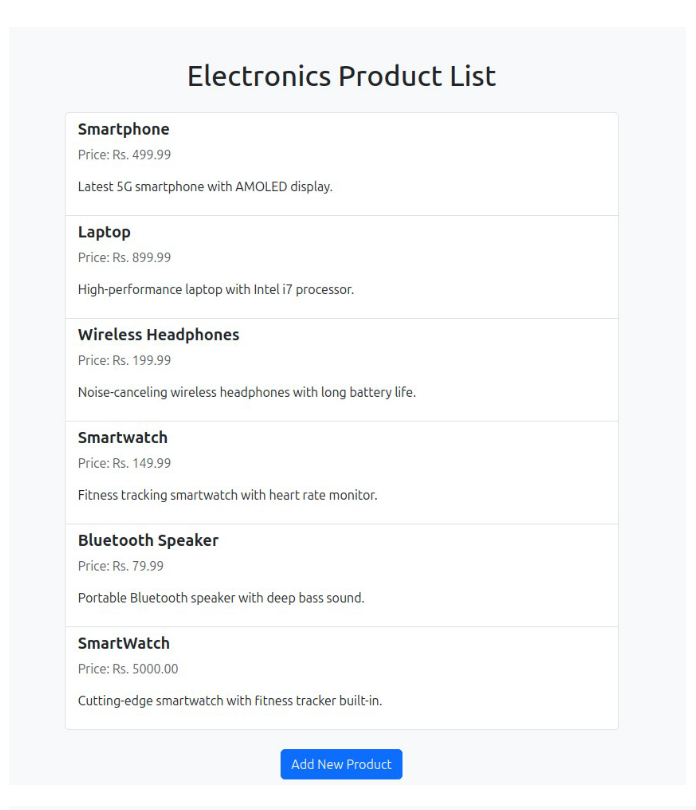 Electronics Product List
Smartphone
Price: Rs. 499.99
Latest 5G smartphone with AMOLED display.
Laptop
Price: Rs. 899.99
High-performance laptop with Intel i7 processor.
Wireless Headphones
Price: Rs. 199.99
Noise-canceling wireless headphones with long battery life.
Smartwatch
Price: Rs. 149.99
Fitness tracking smartwatch with heart rate monitor.
Bluetooth Speaker
Price: Rs. 79.99
Portable Bluetooth speaker with deep bass sound.
SmartWatch
Price: Rs. 5000.00
Cutting-edge smartwatch with fitness tracker built-in.
Add New Product